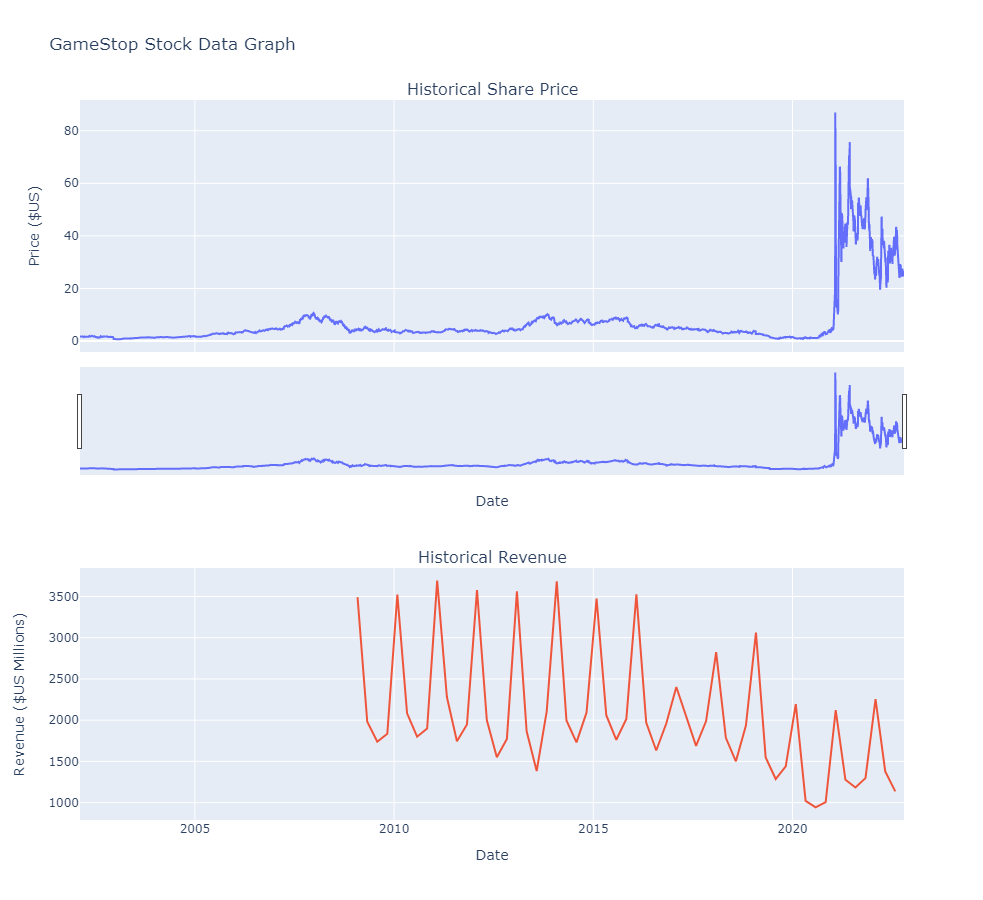 GameStop Stock Data Graph
Historical Share Price
Price ($US)
80
60
40
20
0
Date
Historical Revenue
Revenue ($US Millions)
3500
3000
2500
2000
1500
1000
2005 2010 2015 2020
Date